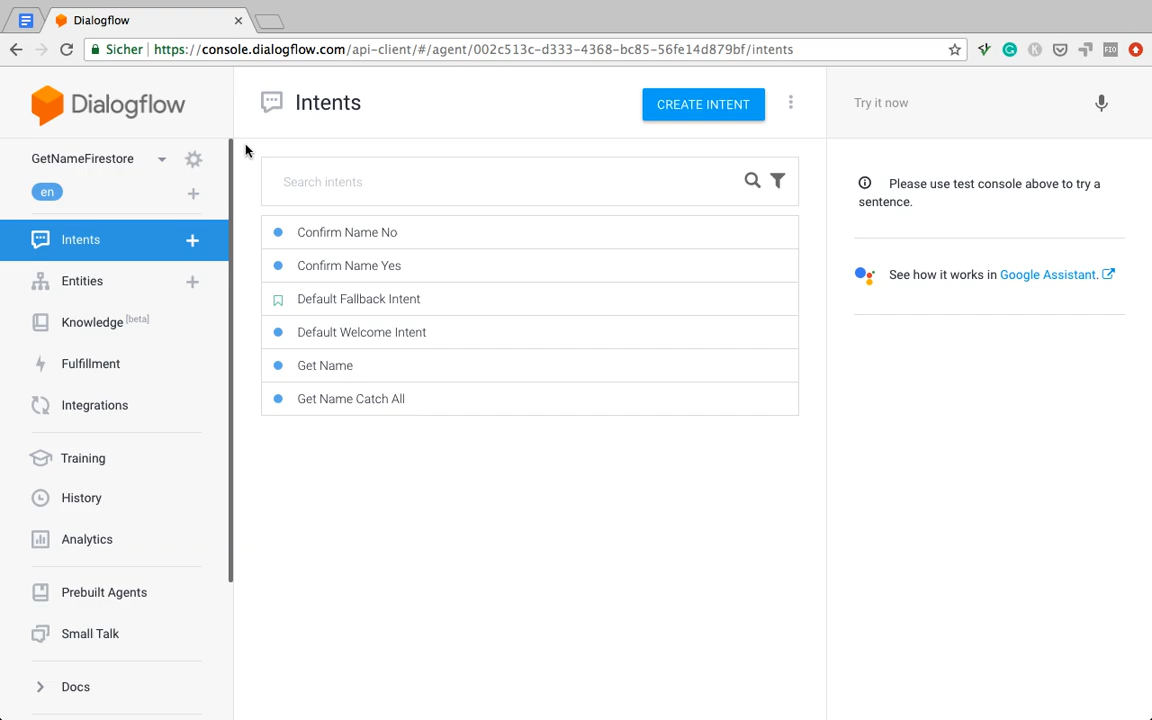 Dialogflow
Sicher https://console.dialogflow.com/api-client/#/agent/002c513c-d333-4368-bc85-56fe14d879bf/intents
Dialogflow
GetNameFirestore
en
Intents
Entities
Knowledge [beta]
Fulfillment
Integrations
Training
History
Analytics
Prebuilt Agents
Small Talk
Docs
Intents
CREATE INTENT
Search intents
Confirm Name No
Confirm Name Yes
Default Fallback Intent
Default Welcome Intent
Get Name
Get Name Catch All
Try it now
Please use test console above to try a
sentence.
See how it works in Google Assistant.